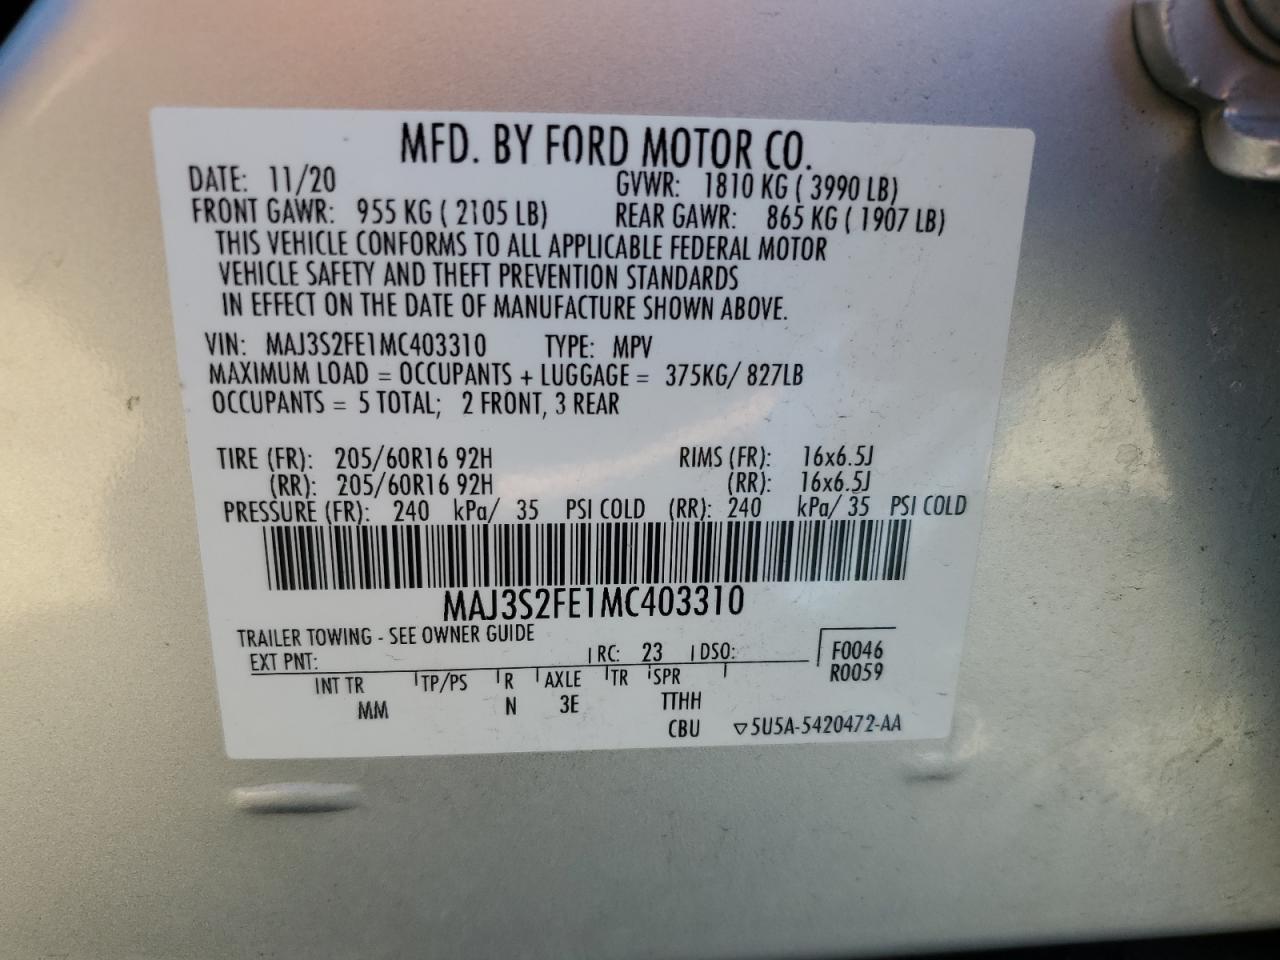 MFD. BY FORD MOTOR CO.
DATE: 11/20 GVWR: 1810 KG ( 3990 LB)
FRONT GAWR: 955 KG ( 2105 LB) REAR GAWR: 865 KG ( 1907 LB)
THIS VEHICLE CONFORMS TO ALL APPLICABLE FEDERAL MOTOR
VEHICLE SAFETY AND THEFT PREVENTION STANDARDS
IN EFFECT ON THE DATE OF MANUFACTURE SHOWN ABOVE.
VIN: MAJ3S2FE1MC403310 TYPE: MPV
MAXIMUM LOAD = OCCUPANTS + LUGGAGE = 375KG/ 827LB
OCCUPANTS = 5 TOTAL; 2 FRONT, 3 REAR
TIRE (FR): 205/60R16 92H RIMS (FR): 16x6.5J
(RR): 205/60R16 92H (RR): 16x6.5J
PRESSURE (FR): 240 kPa/ 35 PSI COLD (RR): 240 kPa/ 35 PSI COLD
MAJ3S2FE1MC403310
TRAILER TOWING - SEE OWNER GUIDE
EXT PNT: RC: 23 DSO: F0046
INT TR TP/PS R AXLE TR SPR R0059
MM N 3E TTHH
CBU ▽5U5A-5420472-AA